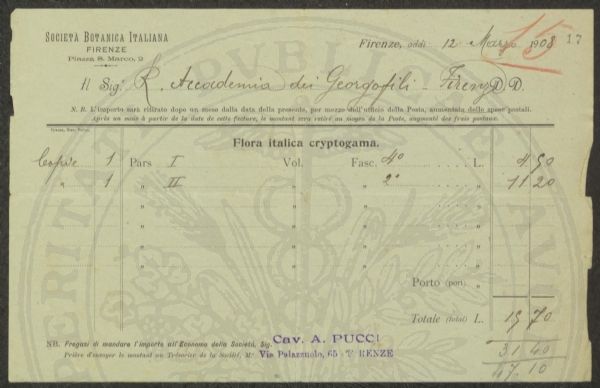 SOCIETÀ BOTANICA ITALIANA
FIRENZE
Piazza S. Marco, 2
Firenze, addì 12 Marzo 1908
15
17
Il Sig. R. Accademia dei Georgofili - Firenze D. D.
N. B. L'importo sarà ritirato dopo un mese dalla data della presente, per mezzo dell'ufficio della Posta, aumentato delle spese postali.
Après un mois à partir de la date de cette facture, le montant sera retiré au moyen de la Poste, augmenté des frais postaux.
Flora italica cryptogama.
Copie 1 Pars I Vol. Fasc. 4° L. 4 50
" 1 " II " " 2° " 11 20
" " " "
" " " "
" " " "
" " " "
" " " "
Porto (port) "
Totale (total) L. 15 70
31 40
47.10
NB. Pregasi di mandare l'importo all'Economo della Società, Sig. Cav. A. PUCCI
Prière d'envoyer le montant au Trésorier de la Société, M.r Via Palazzuolo, 65 - FIRENZE